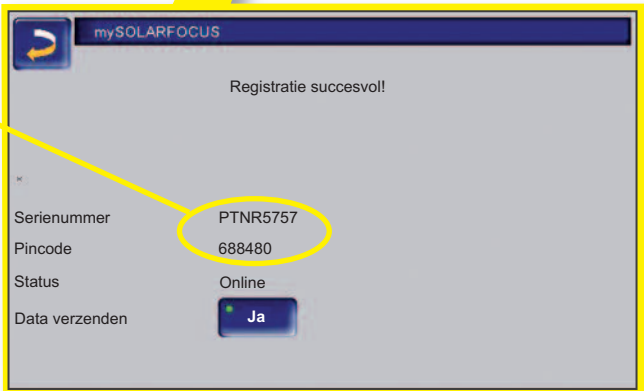 mySOLARFOCUS
Registratie succesvol!
Serienummer PTNR5757
Pincode 688480
Status Online
Data verzenden Ja